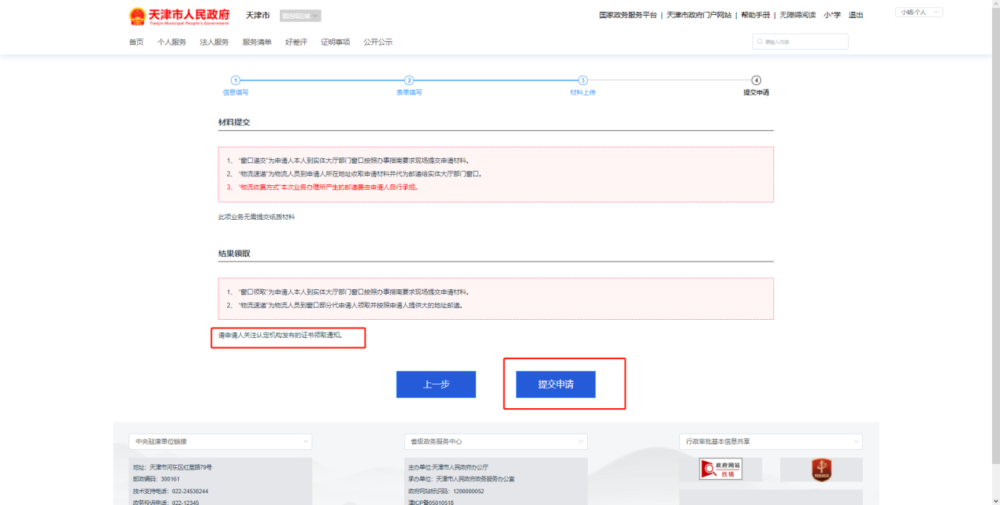 天津市人民政府
Tianjin Municipal People's Government
天津市
请选择区域
国家政务服务平台 | 天津市政府门户网站 | 帮助手册 | 无障碍阅读 小*学 退出
小昭-个人
首页 个人服务 法人服务 服务清单 好差评 证明事项 公开公示
请输入内容
1 2 3 4
信息填写 表单填写 材料上传 提交申请
材料提交
1、 “窗口递交”为申请人本人到实体大厅部门窗口按照办事指南要求现场提交申请材料。
2、 “物流速递”为物流人员到申请人所在地址收取申请材料并代为邮递给实体大厅部门窗口。
3、 “物流收费方式”本次业务办理所产生的邮递费由申请人自行承担。
此项业务无需提交纸质材料
结果领取
1、 “窗口领取”为申请人本人到实体大厅部门窗口按照办事指南要求现场提交申请材料。
2、 “物流速递”为物流人员到窗口部分代申请人领取并按照申请人提供大的地址邮递。
请申请人关注认定机构发布的证书领取通知。
上一步 提交申请
中央驻津单位链接 省级政务服务中心 行政审批基本信息共享
地址: 天津市河东区红星路79号
邮政编码: 300161
技术支持电话: 022-24538244
政务投诉电话: 022-12345
主办单位:天津市人民政府办公厅
承办单位: 天津市人民政府政务服务办公室
政府网站标识码: 1200000052
津ICP备05010518
政府网站
找错